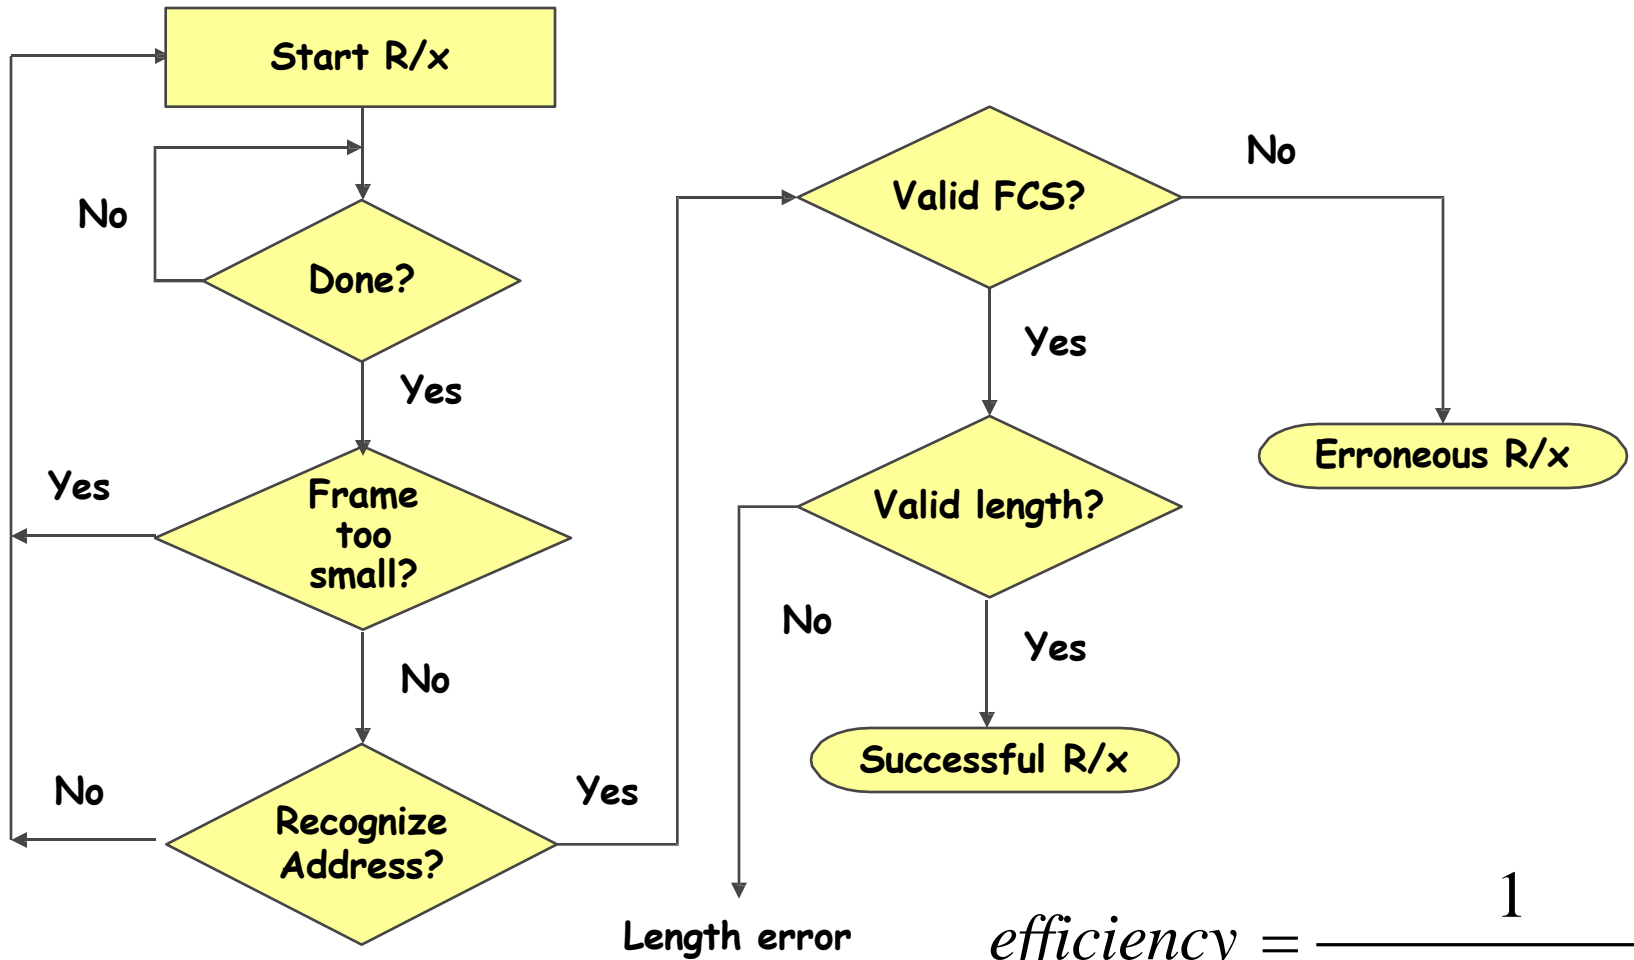 Start R/x
No
Done?
Yes
Yes
Frame
too
small?
No
No
Recognize
Address?
Yes
Valid FCS?
No
Yes
Erroneous R/x
Valid length?
No
Yes
Successful R/x
Length error
efficiency = 1